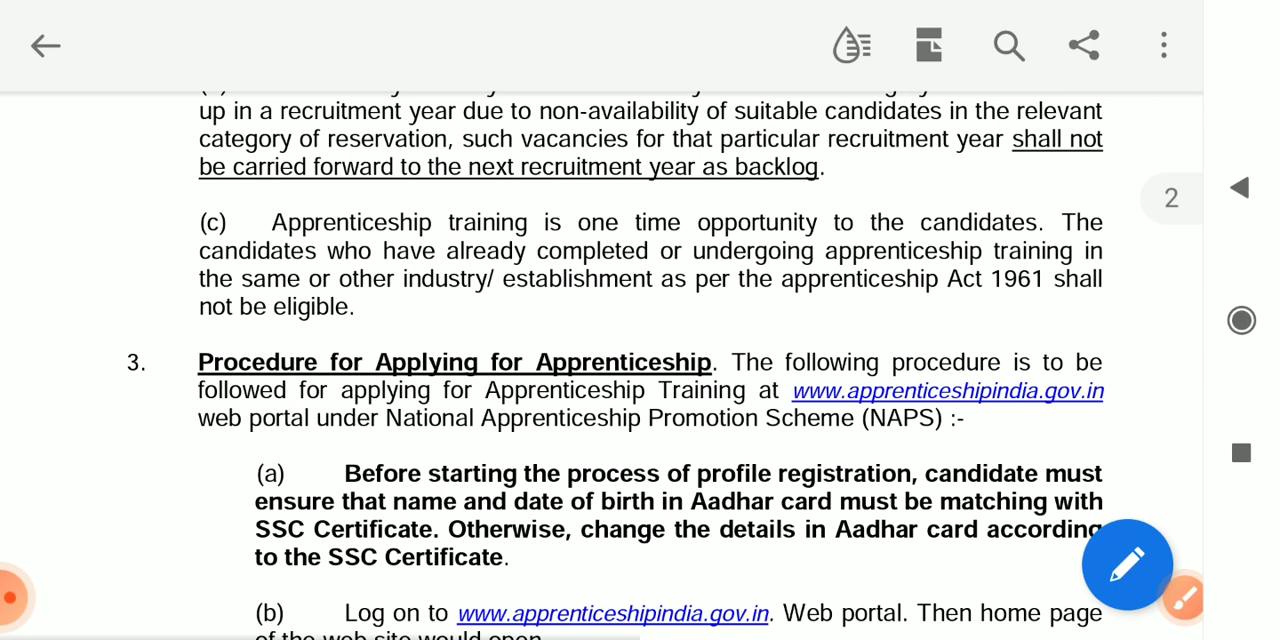 up in a recruitment year due to non-availability of suitable candidates in the relevant
category of reservation, such vacancies for that particular recruitment year shall not
be carried forward to the next recruitment year as backlog.
2
(c) Apprenticeship training is one time opportunity to the candidates. The
candidates who have already completed or undergoing apprenticeship training in
the same or other industry/ establishment as per the apprenticeship Act 1961 shall
not be eligible.
3. Procedure for Applying for Apprenticeship. The following procedure is to be
followed for applying for Apprenticeship Training at www.apprenticeshipindia.gov.in
web portal under National Apprenticeship Promotion Scheme (NAPS) :-
(a) Before starting the process of profile registration, candidate must
ensure that name and date of birth in Aadhar card must be matching with
SSC Certificate. Otherwise, change the details in Aadhar card according
to the SSC Certificate.
(b) Log on to www.apprenticeshipindia.gov.in. Web portal. Then home page
of the web site would open